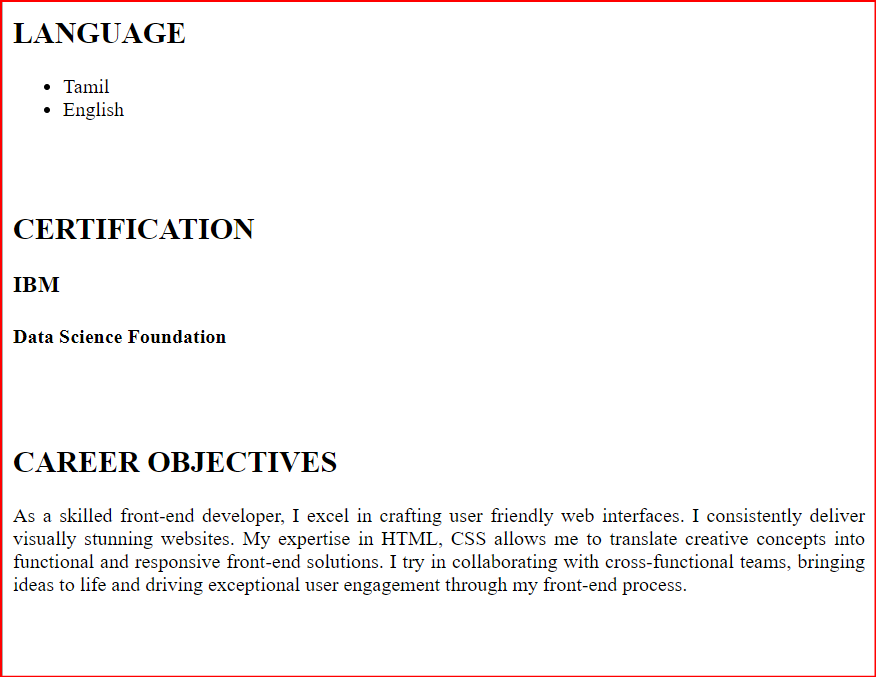 LANGUAGE
Tamil
English
CERTIFICATION
IBM
Data Science Foundation
CAREER OBJECTIVES
As a skilled front-end developer, I excel in crafting user friendly web interfaces. I consistently deliver
visually stunning websites. My expertise in HTML, CSS allows me to translate creative concepts into
functional and responsive front-end solutions. I try in collaborating with cross-functional teams, bringing
ideas to life and driving exceptional user engagement through my front-end process.